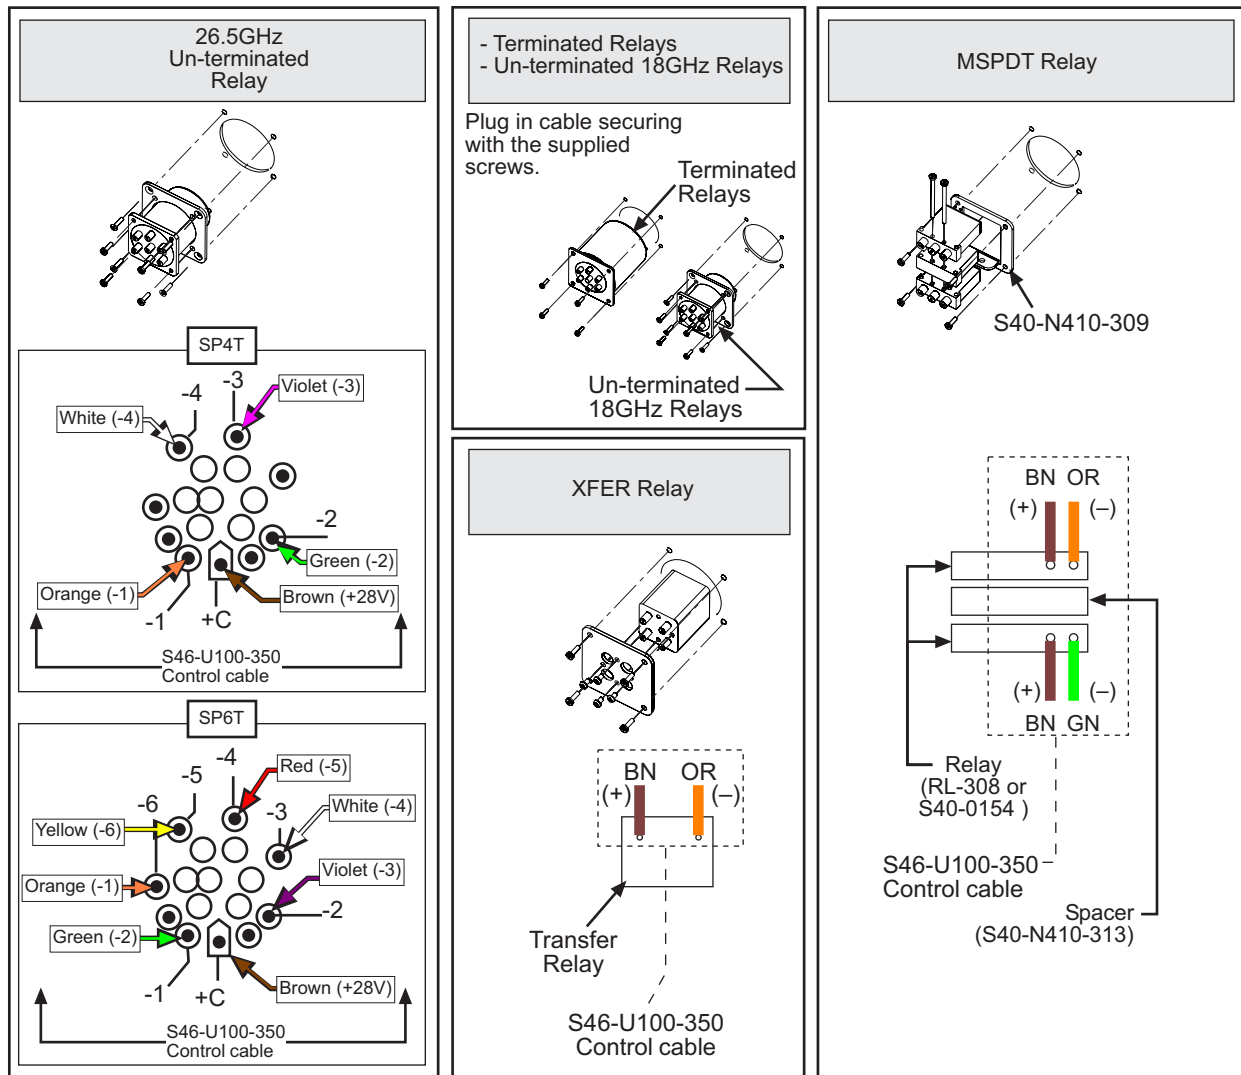 26.5GHz
Un-terminated
Relay
SP4T
-4
-3
Violet (-3)
White (-4)
-2
Green (-2)
Orange (-1)
Brown (+28V)
-1
+C
S46-U100-350
Control cable
SP6T
-4
Red (-5)
-5
-6
-3
White (-4)
Yellow (-6)
Violet (-3)
Orange (-1)
-2
Green (-2)
-1
+C
Brown (+28V)
S46-U100-350
Control cable
- Terminated Relays
- Un-terminated 18GHz Relays
Plug in cable securing
with the supplied
screws.
Terminated
Relays
Un-terminated
18GHz Relays
XFER Relay
BN OR
(+) (–)
Transfer
Relay
S46-U100-350
Control cable
MSPDT Relay
S40-N410-309
BN OR
(+) (–)
(+) (–)
BN GN
Relay
(RL-308 or
S40-0154 )
S46-U100-350
Control cable
Spacer
(S40-N410-313)